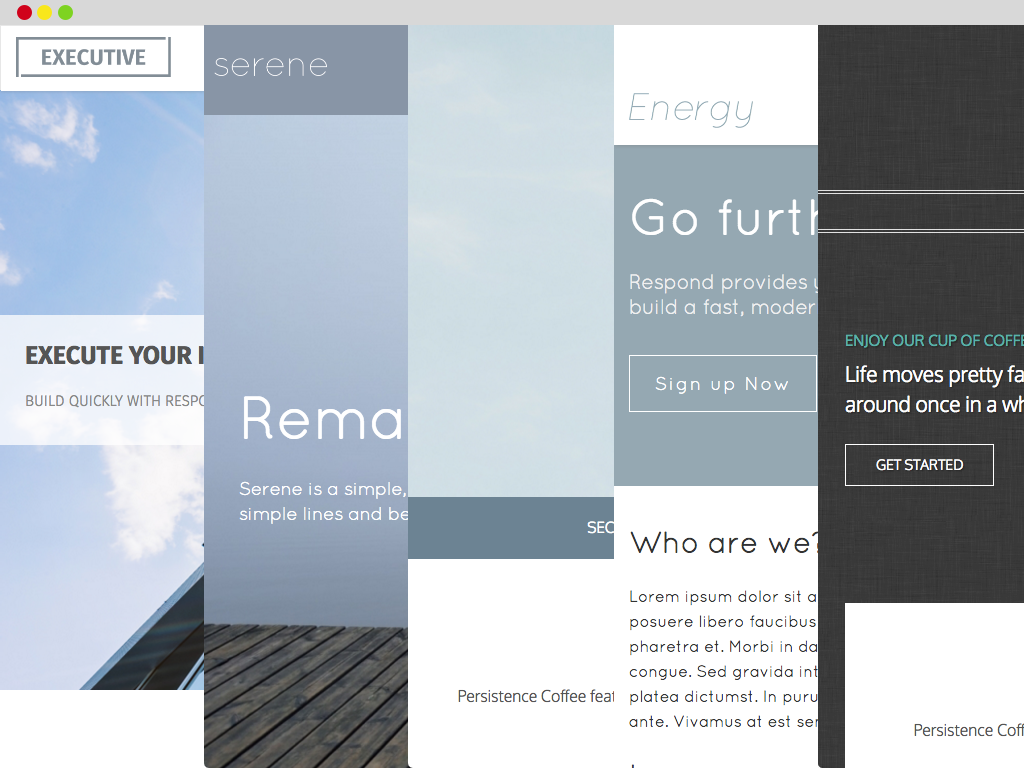 EXECUTIVE
EXECUTE YOUR
BUILD QUICKLY WITH
serene
Rema
Serene is a simple,
simple lines and be
SEC
Persistence Coffee feat
Energy
Go furth
Respond provides
build a fast, moder
Sign up Now
Who are we?
Lorem ipsum dolor sit a
posuere libero faucibus
pharetra et. Morbi in da
congue. Sed gravida int
platea dictumst. In puru
ante. Vivamus at est ser
ENJOY OUR CUP OF COFFE
Life moves pretty fa
around once in a wh
GET STARTED
Persistence Coff